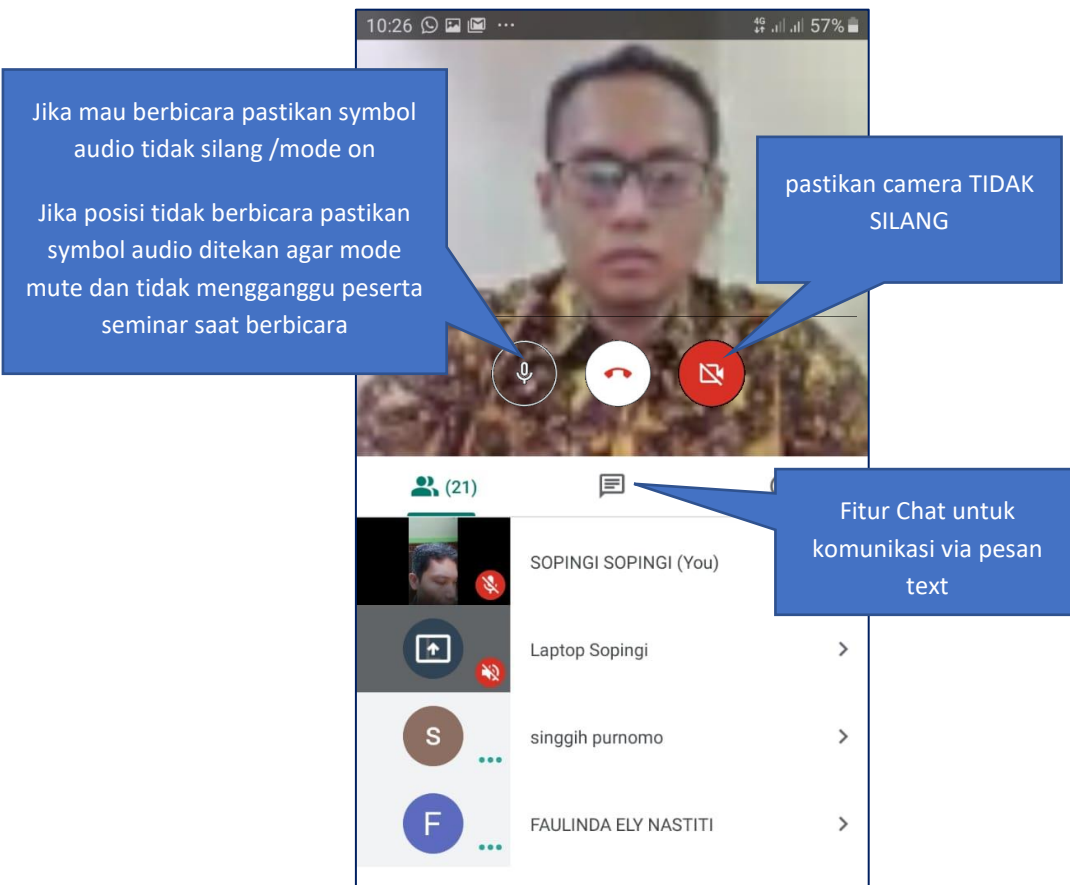 10:26
4G
57%
Jika mau berbicara pastikan symbol
audio tidak silang /mode on
Jika posisi tidak berbicara pastikan
symbol audio ditekan agar mode
mute dan tidak mengganggu peserta
seminar saat berbicara
pastikan camera TIDAK
SILANG
(21)
Fitur Chat untuk
komunikasi via pesan
text
SOPINGI SOPINGI (You)
Laptop Sopingi
S
singgih purnomo
F
FAULINDA ELY NASTITI